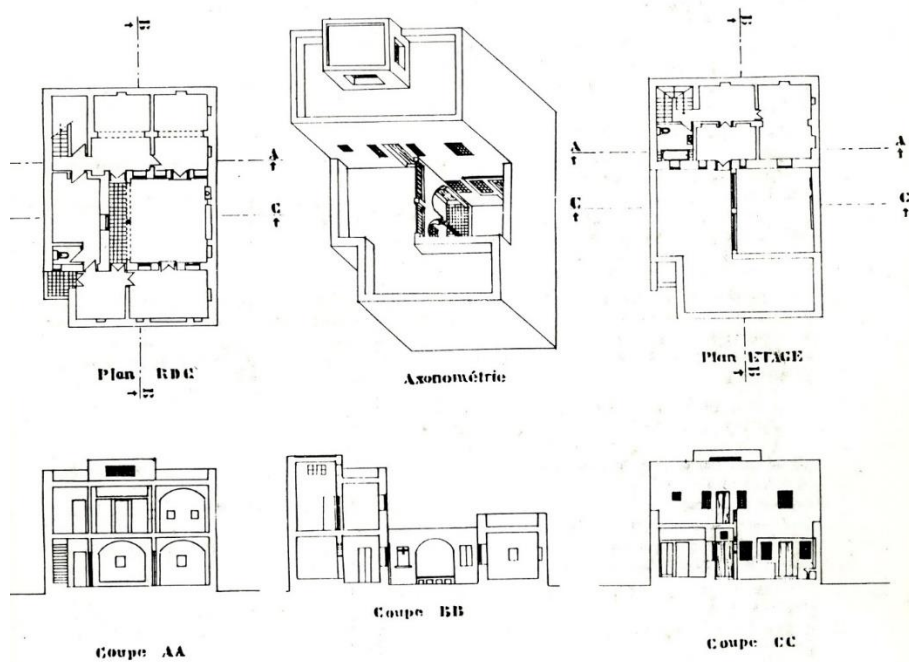 B
B
A
A
A
C
C
C
Plan RDC
Axonométrie
Plan ETAGE
B
B
Coupe AA
Coupe BB
Coupe CC